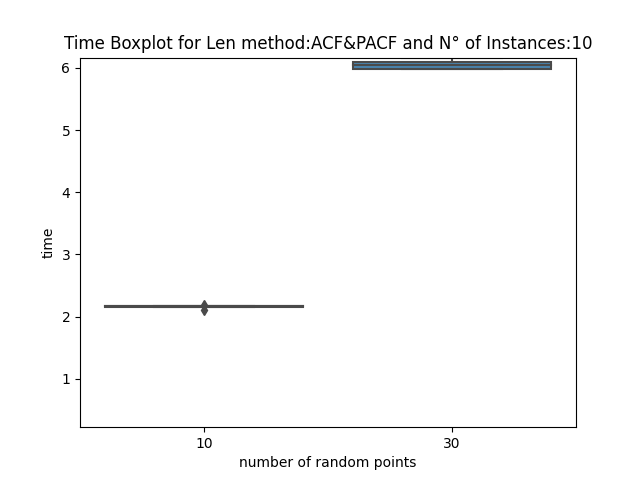 Time Boxplot for Len method:ACF&PACF and N° of Instances:10
6
5
4
3
2
1
time
10 30
number of random points